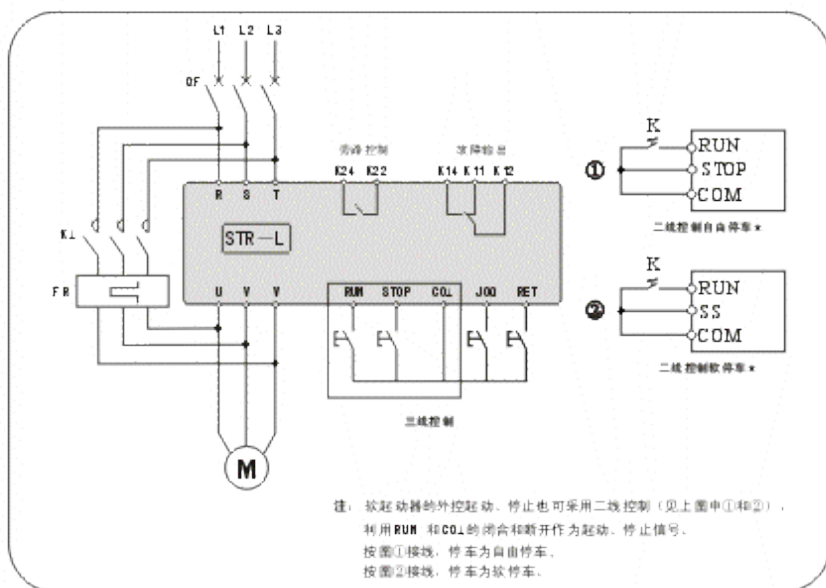 L1 L2 L3
QF
旁路控制 故障输出
K24 K22 K14 K11 K12
R S T
STR-L
K⊥
FR
U V V
RUN STOP CO⊥ JOG RET
三线控制
M
K
① RUN
STOP
COM
二线控制自由停车*
K
② RUN
SS
COM
二线控制软停车*
注: 软起动器的外控起动、停止也可采用二线控制(见上图中①和②),
利用RUN 和CO⊥的闭合和断开作为起动、停止信号.
按图①接线, 停车为自由停车.
按图②接线, 停车为软停车.